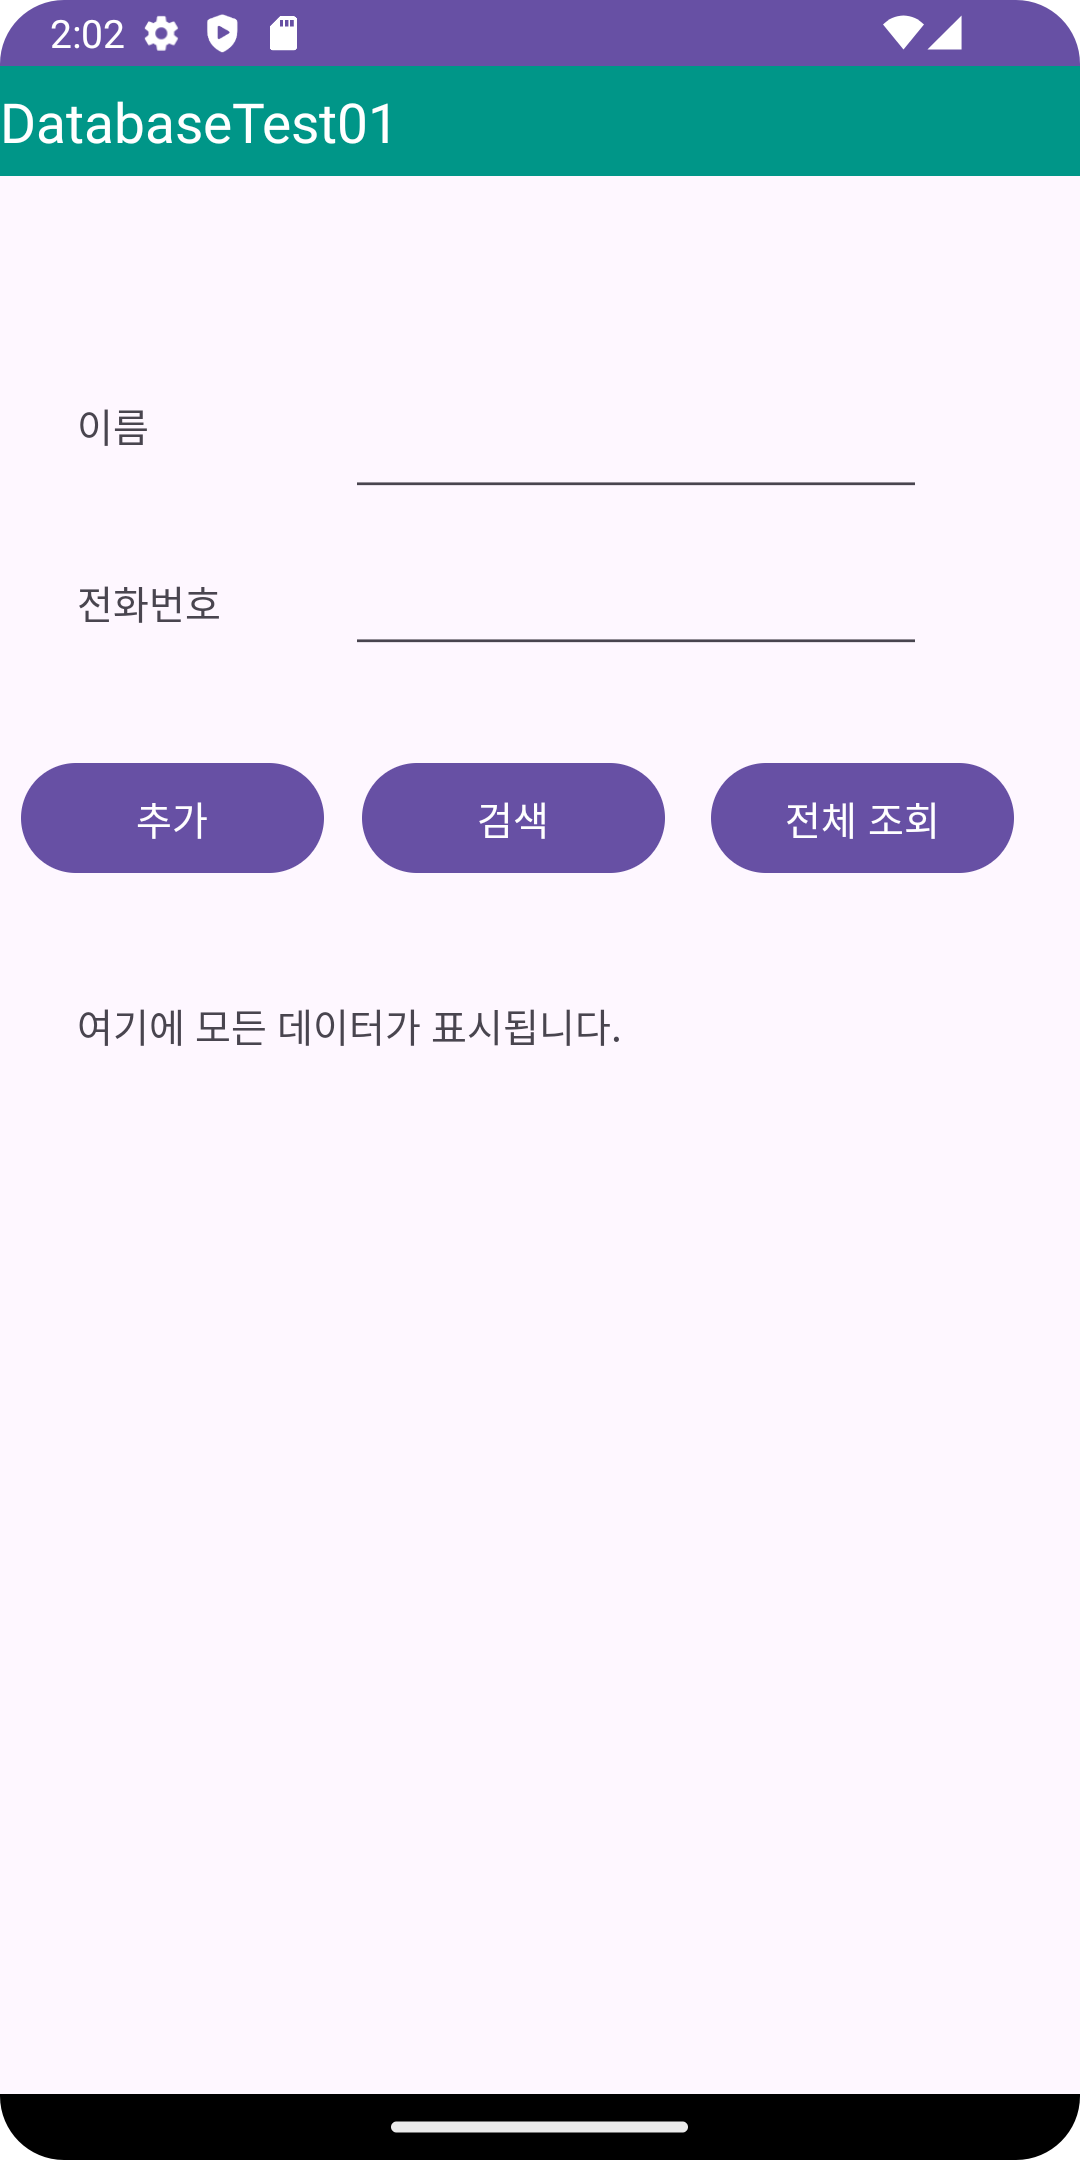 2:02
DatabaseTest01
이름
전화번호
추가 검색 전체 조회
여기에 모든 데이터가 표시됩니다.